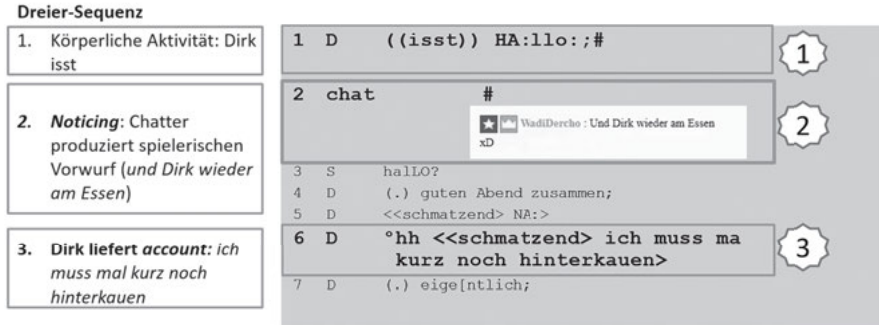 Dreier-Sequenz
1. Körperliche Aktivität: Dirk
isst
2. Noticing: Chatter
produziert spielerischen
Vorwurf (und Dirk wieder
am Essen)
3. Dirk liefert account: ich
muss mal kurz noch
hinterkauen
1 D ((isst)) HA:llo:;#
1
2 chat #
WadiDercho : Und Dirk wieder am Essen
xD
2
3 S halLO?
4 D (.) guten Abend zusammen;
5 D <<schmatzend> NA:>
6 D °hh <<schmatzend> ich muss ma
kurz noch hinterkauen>
3
7 D (.) eige[ntlich;